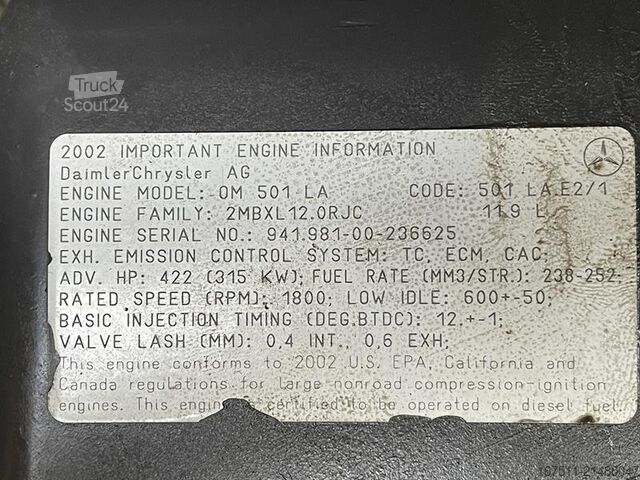 Truck
Scout24
2002 IMPORTANT ENGINE INFORMATION
DaimlerChrysler AG
ENGINE MODEL: OM 501 LA CODE: 501 LA.E2/1
ENGINE FAMILY: 2MBXL12.0RJC 11.9 L
ENGINE SERIAL NO.: 941.981-00-236625
EXH. EMISSION CONTROL SYSTEM: TC, ECM, CAC;
ADV. HP: 422 (315 KW); FUEL RATE (MM3/STR.): 238-252;
RATED SPEED (RPM): 1800; LOW IDLE: 600+-50;
BASIC INJECTION TIMING (DEG.BTDC): 12.+-1;
VALVE LASH (MM): 0,4 INT., 0,6 EXH;
This engine conforms to 2002 U.S. EPA, California and
Canada regulations for large nonroad compression-ignition
engines. This engine is certified to be operated on diesel fuel.